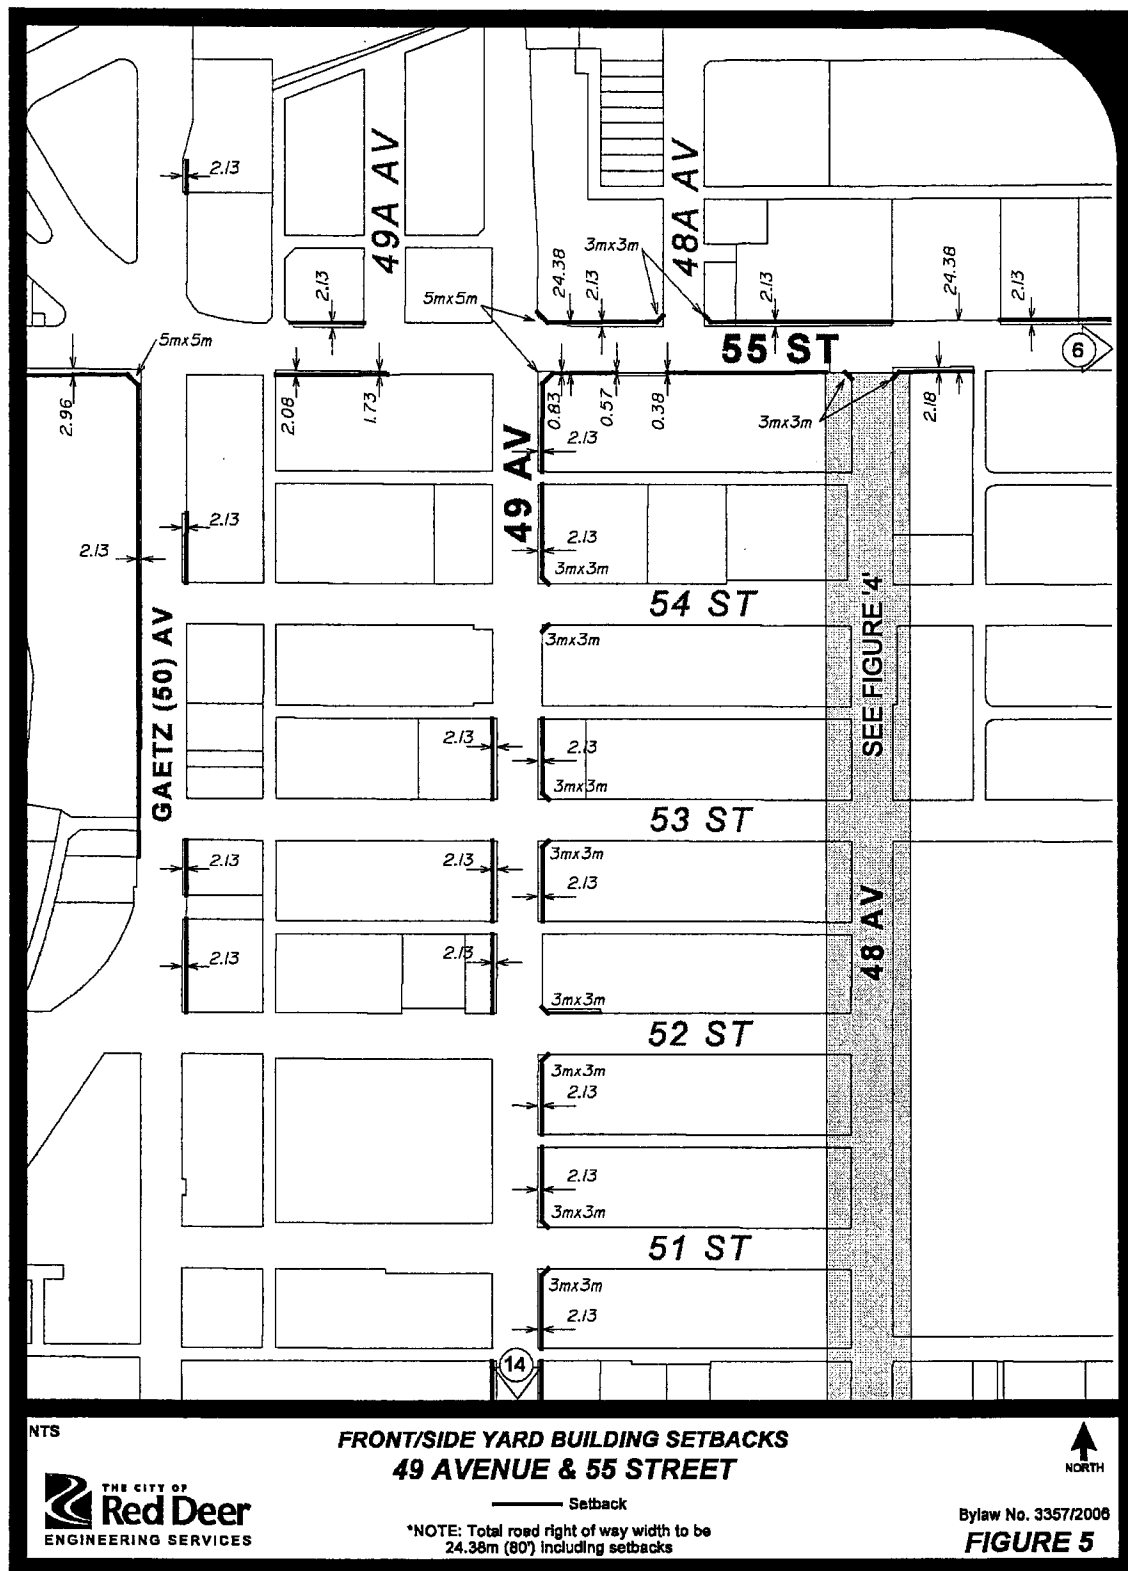 2.13
49A AV
48A AV
3mx3m
24.38
2.13
2.13
2.13
24.38
2.13
5mx5m
5mx5m
55 ST
6
2.96
2.08
1.73
0.83
0.57
0.38
3mx3m
2.18
49 AV
2.13
2.13
2.13
2.13
3mx3m
54 ST
3mx3m
SEE FIGURE '4'
GAETZ (50) AV
2.13
2.13
3mx3m
53 ST
2.13
2.13
3mx3m
2.13
48 AV
2.13
2.13
3mx3m
52 ST
3mx3m
2.13
2.13
3mx3m
51 ST
3mx3m
2.13
14
NTS
FRONT/SIDE YARD BUILDING SETBACKS
49 AVENUE & 55 STREET
NORTH
THE CITY OF
Red Deer
ENGINEERING SERVICES
Setback
*NOTE: Total road right of way width to be
24.38m (80') including setbacks
Bylaw No. 3357/2006
FIGURE 5